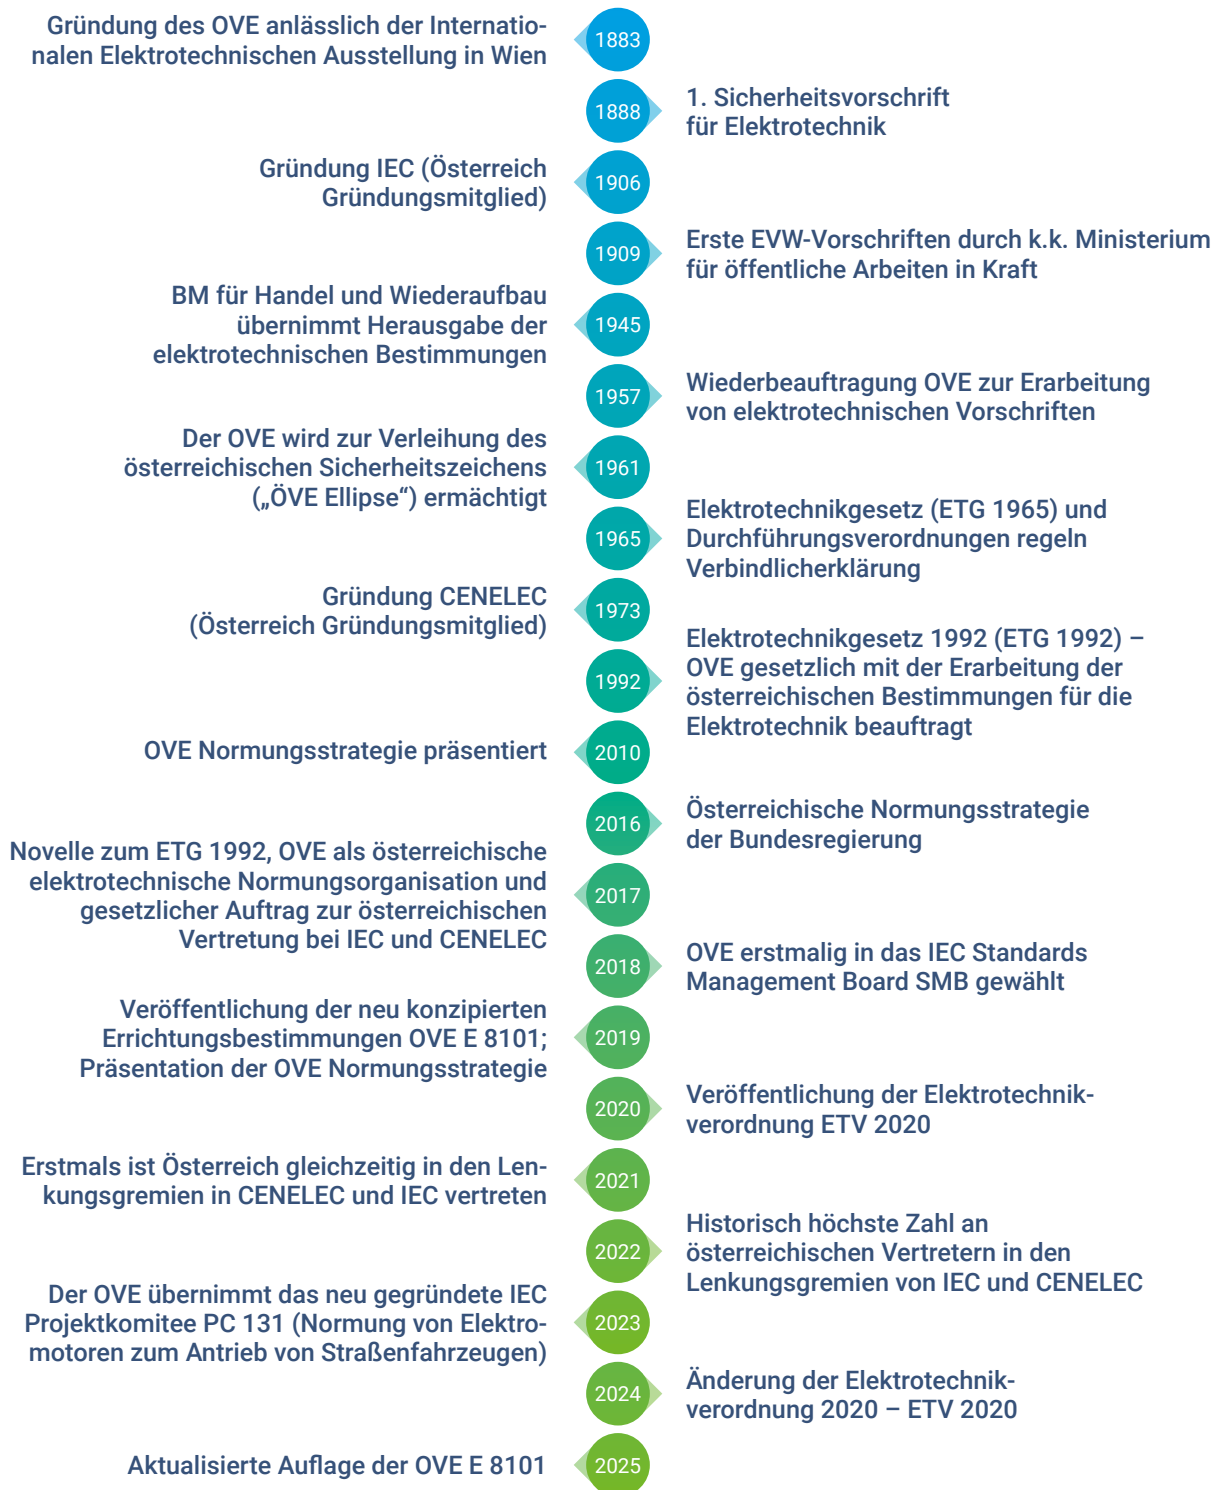 Gründung des OVE anlässlich der Internatio-
nalen Elektrotechnischen Ausstellung in Wien
1883
1888
1. Sicherheitsvorschrift
für Elektrotechnik
Gründung IEC (Österreich
Gründungsmitglied)
1906
1909
Erste EVW-Vorschriften durch k.k. Ministerium
für öffentliche Arbeiten in Kraft
BM für Handel und Wiederaufbau
übernimmt Herausgabe der
elektrotechnischen Bestimmungen
1945
1957
Wiederbeauftragung OVE zur Erarbeitung
von elektrotechnischen Vorschriften
Der OVE wird zur Verleihung des
österreichischen Sicherheitszeichens
(„ÖVE Ellipse“) ermächtigt
1961
1965
Elektrotechnikgesetz (ETG 1965) und
Durchführungsverordnungen regeln
Verbindlicherklärung
Gründung CENELEC
(Österreich Gründungsmitglied)
1973
1992
Elektrotechnikgesetz 1992 (ETG 1992) –
OVE gesetzlich mit der Erarbeitung der
österreichischen Bestimmungen für die
Elektrotechnik beauftragt
OVE Normungsstrategie präsentiert
2010
2016
Österreichische Normungsstrategie
der Bundesregierung
Novelle zum ETG 1992, OVE als österreichische
elektrotechnische Normungsorganisation und
gesetzlicher Auftrag zur österreichischen
Vertretung bei IEC und CENELEC
2017
2018
OVE erstmalig in das IEC Standards
Management Board SMB gewählt
Veröffentlichung der neu konzipierten
Errichtungsbestimmungen OVE E 8101;
Präsentation der OVE Normungsstrategie
2019
2020
Veröffentlichung der Elektrotechnik-
verordnung ETV 2020
Erstmals ist Österreich gleichzeitig in den Len-
kungsgremien in CENELEC und IEC vertreten
2021
2022
Historisch höchste Zahl an
österreichischen Vertretern in den
Lenkungsgremien von IEC und CENELEC
Der OVE übernimmt das neu gegründete IEC
Projektkomitee PC 131 (Normung von Elektro-
motoren zum Antrieb von Straßenfahrzeugen)
2023
2024
Änderung der Elektrotechnik-
verordnung 2020 – ETV 2020
Aktualisierte Auflage der OVE E 8101
2025